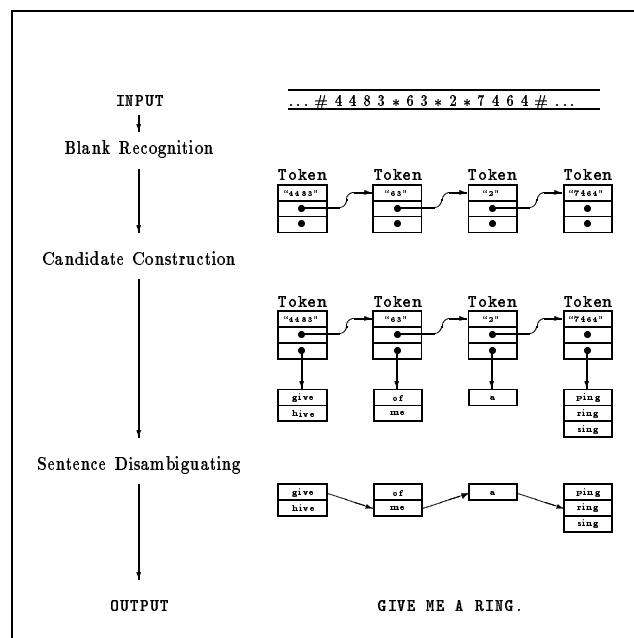 INPUT ... # 4 4 8 3 * 6 3 * 2 * 7 4 6 4 # ...
Blank Recognition
Token Token Token Token
"4483" "63" "2" "7464"
Candidate Construction
Token Token Token Token
"4483" "63" "2" "7464"
give of a ping
hive me ring
sing
Sentence Disambiguating
give of a ping
hive me ring
sing
OUTPUT GIVE ME A RING.